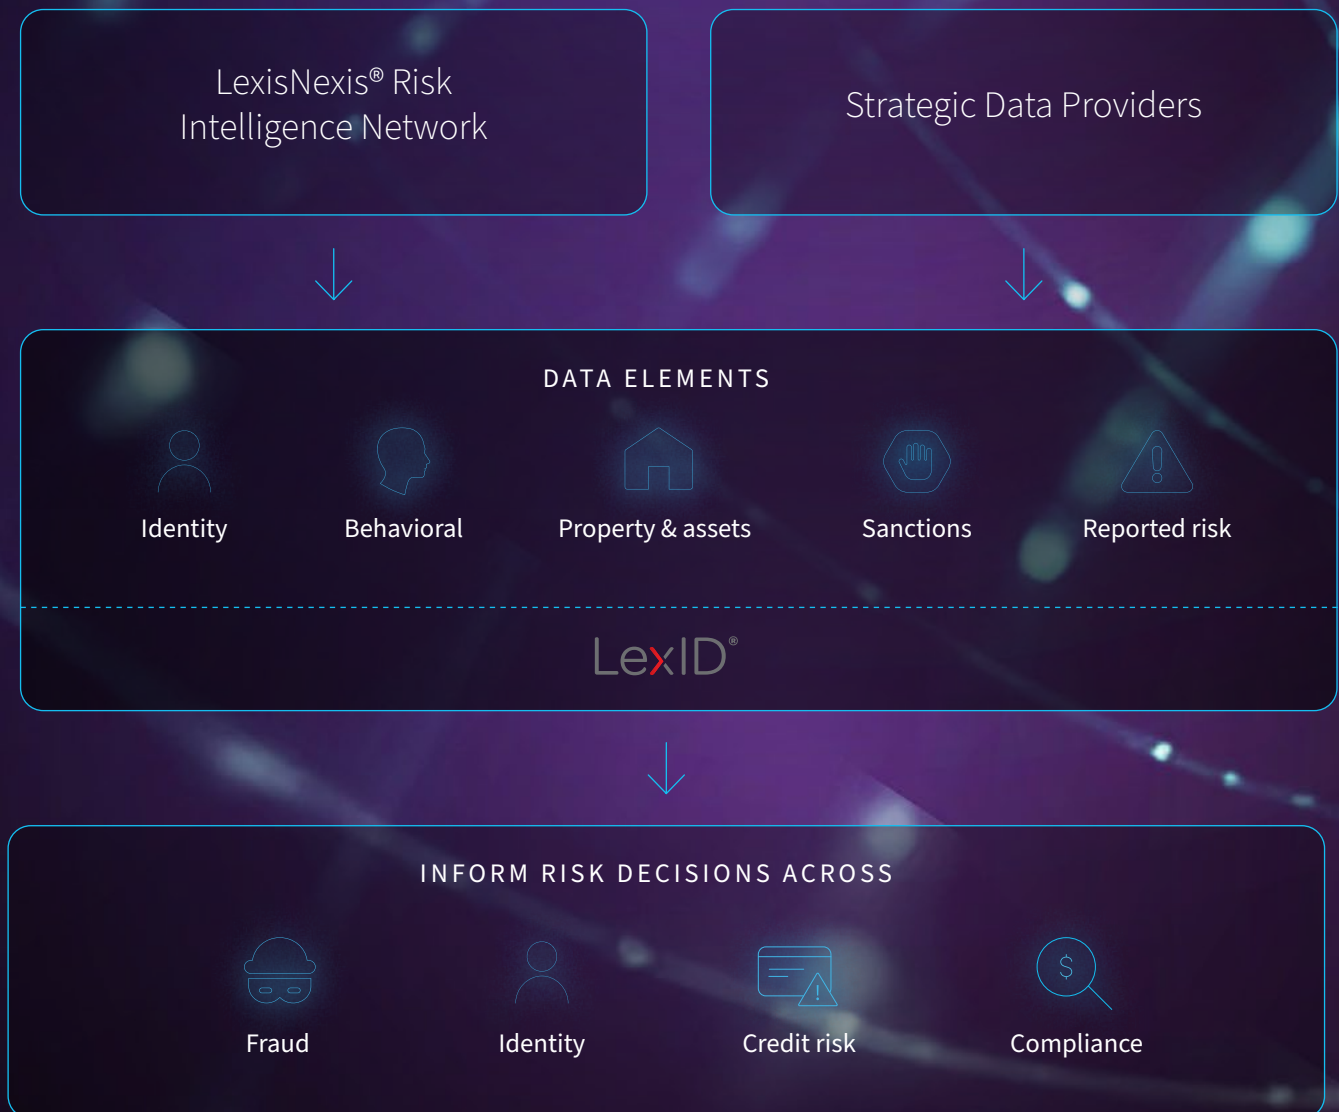 LexisNexis® Risk
Intelligence Network
Strategic Data Providers
DATA ELEMENTS
Identity
Behavioral
Property & assets
Sanctions
Reported risk
LexID®
INFORM RISK DECISIONS ACROSS
Fraud
Identity
Credit risk
Compliance